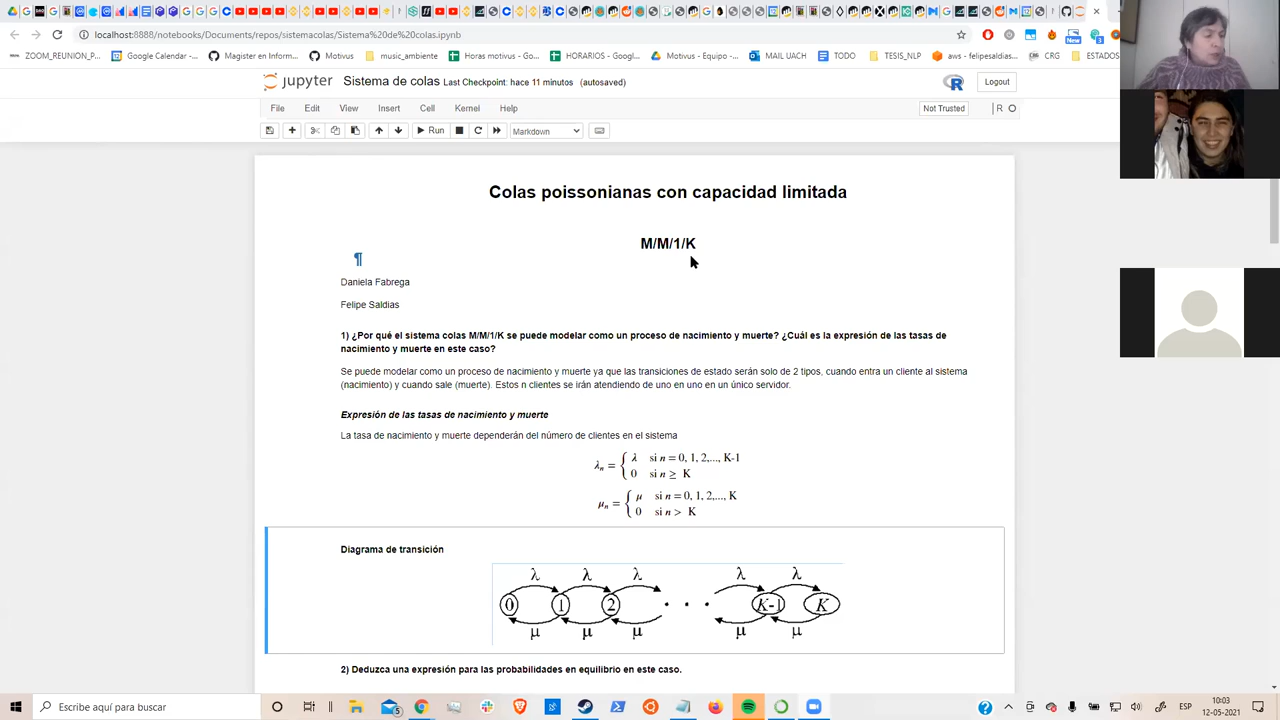 localhost:8888/notebooks/Documents/repos/sistemacolas/Sistema%20de%20colas.ipynb
ZOOM_REUNION_P... Google Calendar -... Magister en Inform... Motivus musicambiente Horas motivus - Goo... HORARIOS - Googl... Motivus - Equipo -... MAIL UACH TODO TESIS_NLP aws - felipesaldias... CRG ESTADOS
jupyter Sistema de colas Last Checkpoint: hace 11 minutos (autosaved) Logout
File Edit View Insert Cell Kernel Help Not Trusted R
Run Markdown
Colas poissonianas con capacidad limitada
M/M/1/K
¶
Daniela Fabrega
Felipe Saldias
1) ¿Por qué el sistema colas M/M/1/K se puede modelar como un proceso de nacimiento y muerte? ¿Cuál es la expresión de las tasas de
nacimiento y muerte en este caso?
Se puede modelar como un proceso de nacimiento y muerte ya que las transiciones de estado serán solo de 2 tipos, cuando entra un cliente al sistema
(nacimiento) y cuando sale (muerte). Estos n clientes se irán atendiendo de uno en uno en un único servidor.
Expresión de las tasas de nacimiento y muerte
La tasa de nacimiento y muerte dependerán del número de clientes en el sistema
λn = { λ si n = 0, 1, 2,..., K-1
0 si n ≥ K
μn = { μ si n = 0, 1, 2,..., K
0 si n > K
Diagrama de transición
λ λ λ λ λ
0 1 2 . . . K-1 K
μ μ μ μ μ
2) Deduzca una expresión para las probabilidades en equilibrio en este caso.
Escribe aquí para buscar
ESP
10:03
12-05-2021